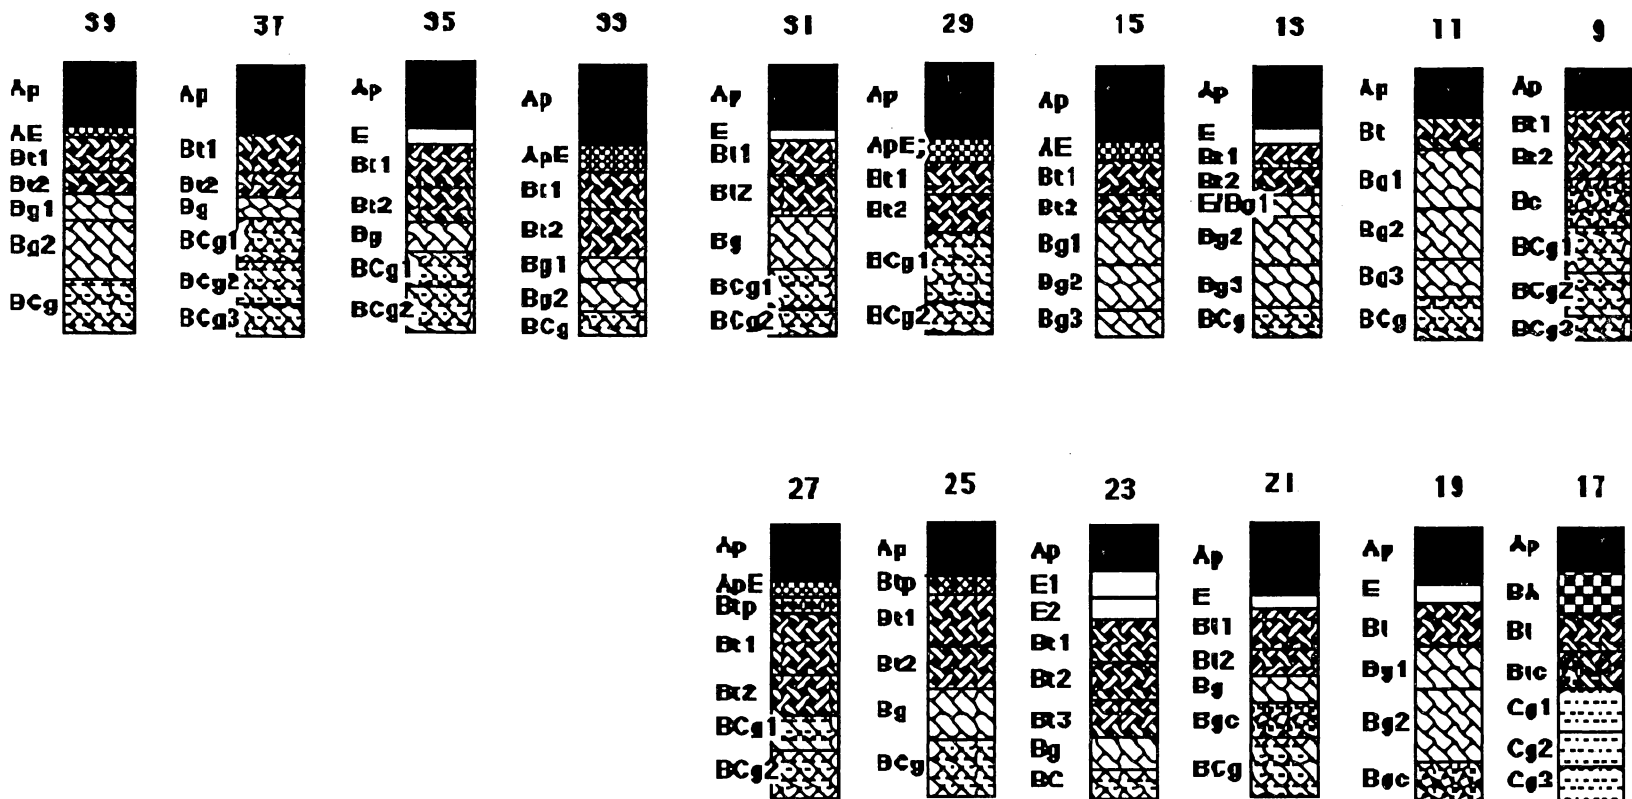 39 37 35 33 31 29 15 13 11 9
Ap Ap Ap Ap Ap Ap Ap Ap Ap Ap
AE E ApE E ApE; AE E Bt Bt1
Bt1 Bt1 Bt1 Bt1 Bt1 Bt1 Bt1 Bt1 Bt2
Bt2 Bt2 Bt2 Bt2 Bt2 Bt2 Bt2 Bt2 Bg1 Bc
Bg1 Bg Bg Bg1 Bg BCg1 Bg1 E/Bg1 Bg2 BCg1
Bg2 BCg1 BCg1 Bg2 BCg1 BCg2 Bg2 Bg2 Bg3 BCg2
BCg BCg2 BCg2 BCg BCg2 Bg3 Bg3 BCg BCg3
BCg3 BCg
27 25 23 21 19 17
Ap Ap Ap Ap Ap Ap
ApE Btp E1 E E BA
Btp Bt1 E2 Bt1 Bt Bt
Bt1 Bt2 Bt1 Bt2 Bg1 Btc
Bt2 Bg Bt2 Bg Bg2 Cg1
BCg1 BCg Bt3 Bgc Bgc Cg2
BCg2 Bg BCg Cg3
BC